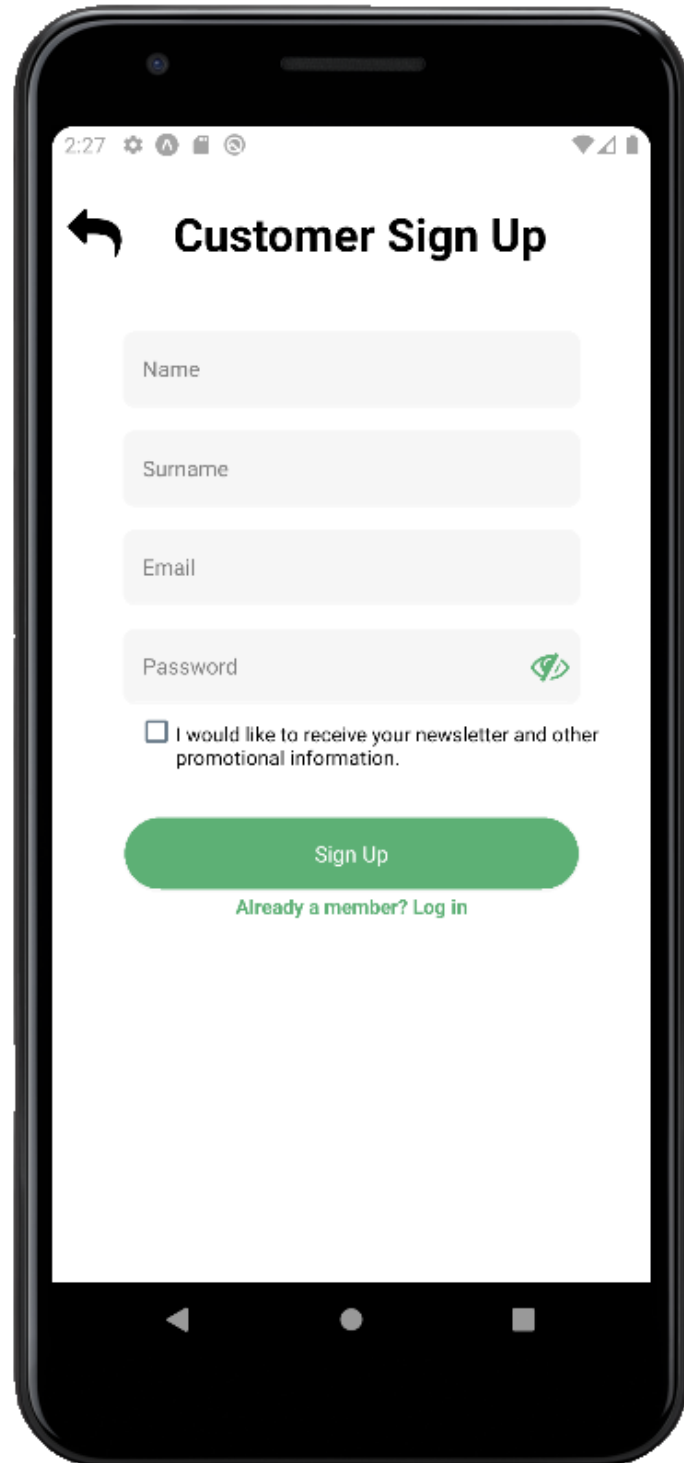 2:27
Customer Sign Up
Name
Surname
Email
Password
I would like to receive your newsletter and other
promotional information.
Sign Up
Already a member? Log in